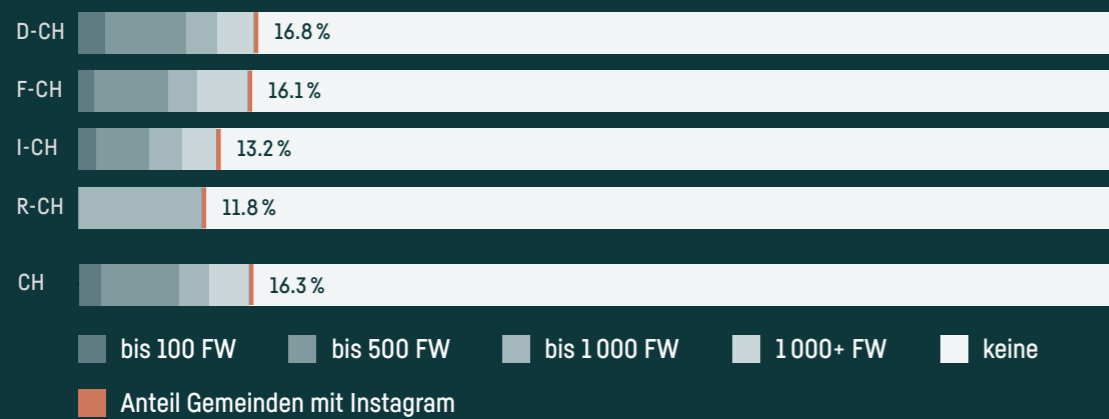 D-CH 16.8 %
F-CH 16.1 %
I-CH 13.2 %
R-CH 11.8 %
CH 16.3 %
bis 100 FW bis 500 FW bis 1 000 FW 1 000+ FW keine
Anteil Gemeinden mit Instagram